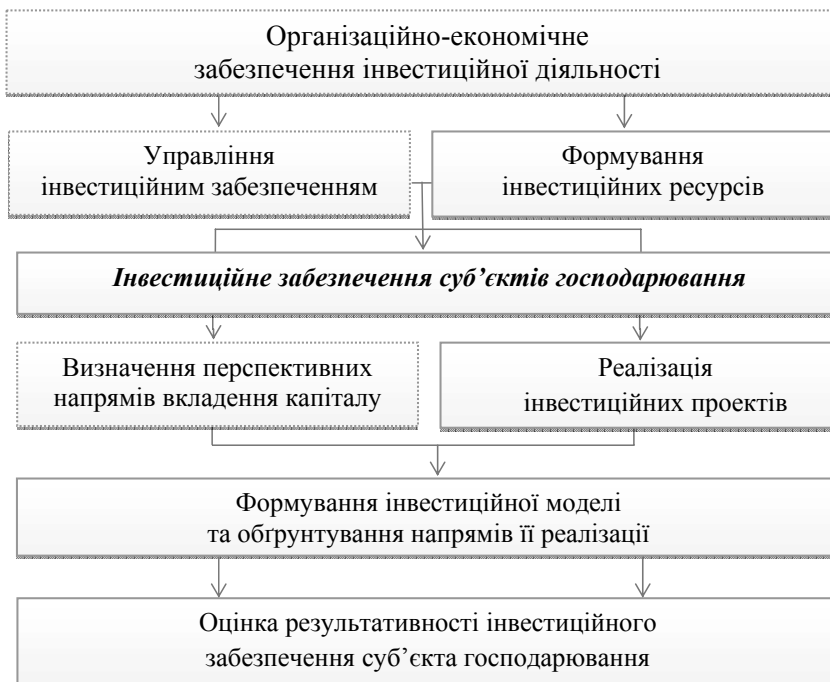 Організаційно-економічне
забезпечення інвестиційної діяльності
Управління
інвестиційним забезпеченням
Формування
інвестиційних ресурсів
Інвестиційне забезпечення суб’єктів господарювання
Визначення перспективних
напрямів вкладення капіталу
Реалізація
інвестиційних проектів
Формування інвестиційної моделі
та обґрунтування напрямів її реалізації
Оцінка результативності інвестиційного
забезпечення суб’єкта господарювання